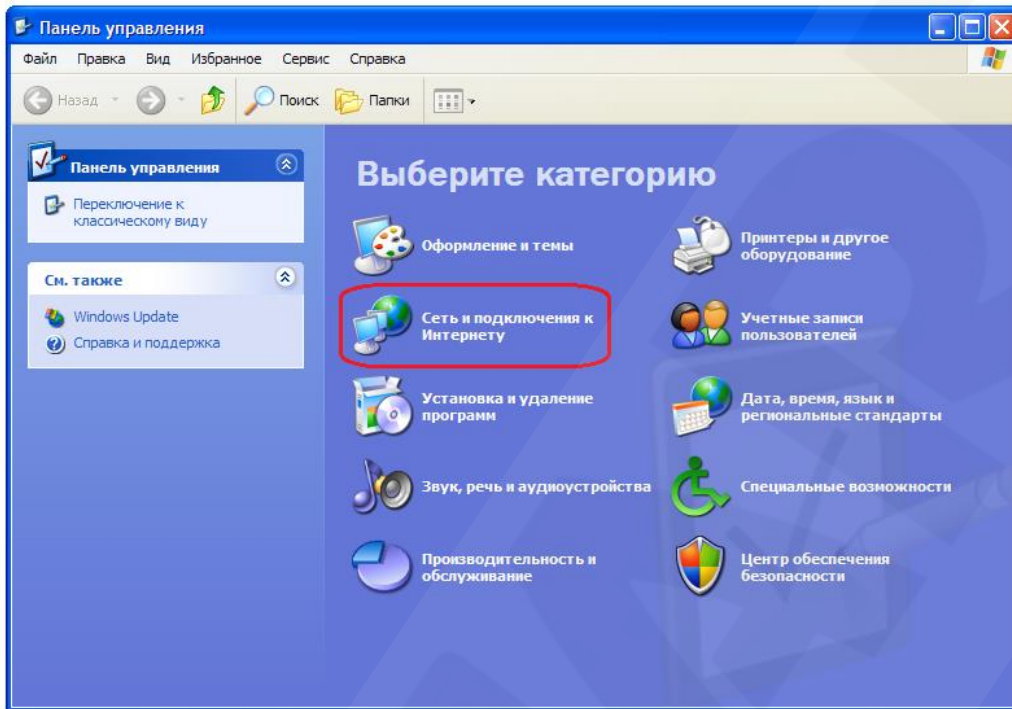 Панель управления
Файл Правка Вид Избранное Сервис Справка
Назад Поиск Папки
Панель управления
Переключение к
классическому виду
См. также
Windows Update
Справка и поддержка
Выберите категорию
Оформление и темы
Принтеры и другое
оборудование
Сеть и подключения к
Интернету
Учетные записи
пользователей
Установка и удаление
программ
Дата, время, язык и
региональные стандарты
Звук, речь и аудиоустройства
Специальные возможности
Производительность и
обслуживание
Центр обеспечения
безопасности